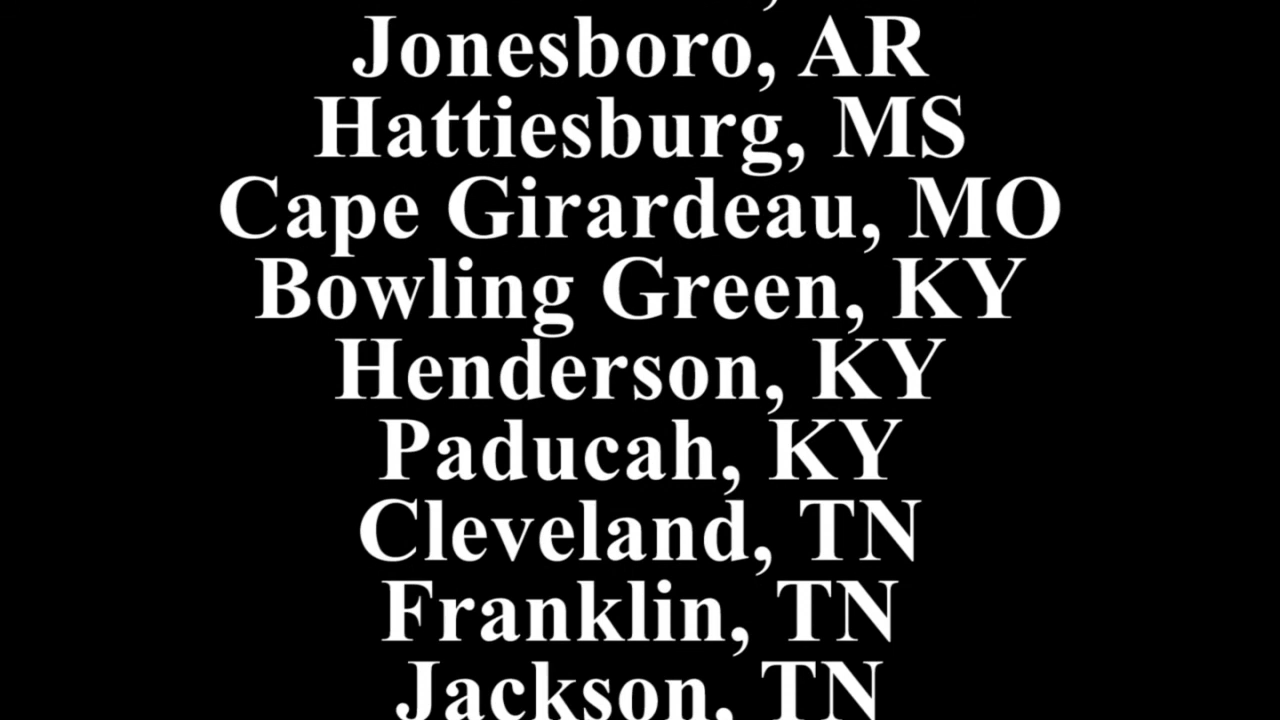 Jonesboro, AR
Hattiesburg, MS
Cape Girardeau, MO
Bowling Green, KY
Henderson, KY
Paducah, KY
Cleveland, TN
Franklin, TN
Jackson, TN